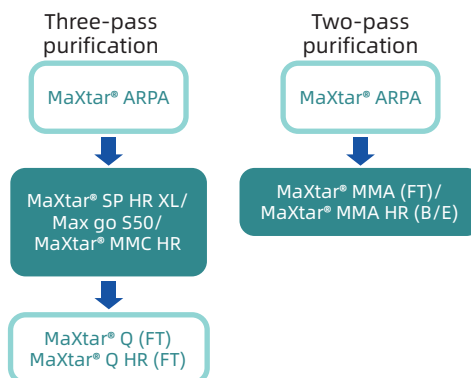 Three-pass
purification
MaXtar® ARPA
MaXtar® SP HR XL/
Max go S50/
MaXtar® MMC HR
MaXtar® Q (FT)
MaXtar® Q HR (FT)
Two-pass
purification
MaXtar® ARPA
MaXtar® MMA (FT)/
MaXtar® MMA HR (B/E)